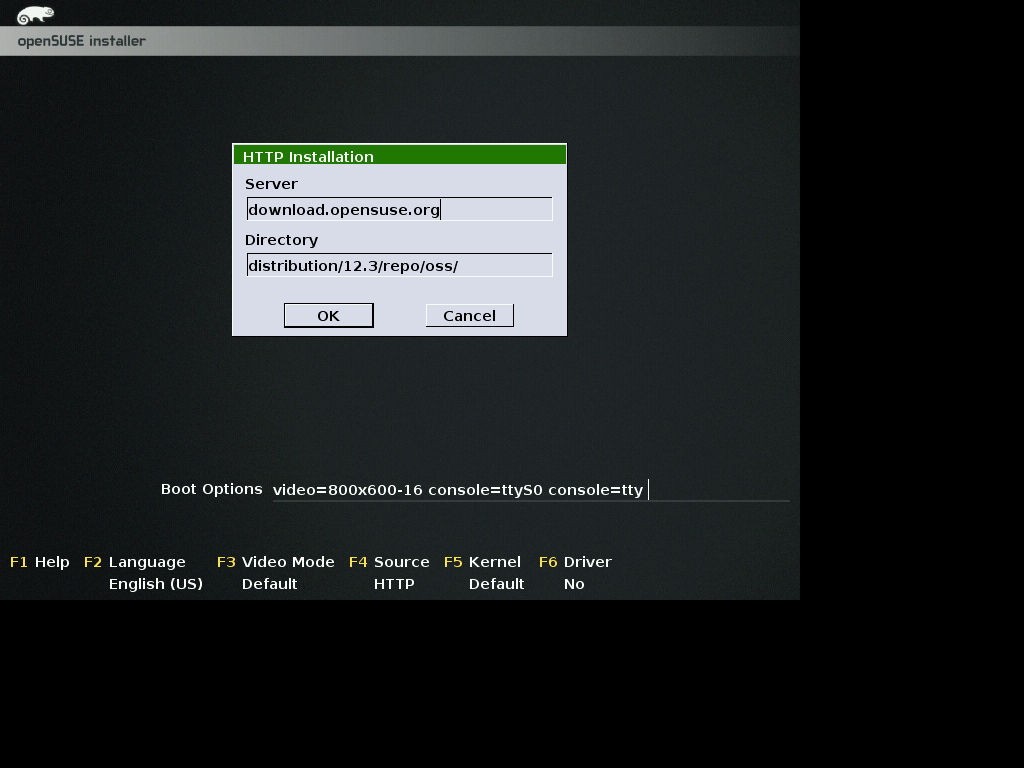 openSUSE installer
HTTP Installation
Server
download.opensuse.org
Directory
distribution/12.3/repo/oss/
OK Cancel
Boot Options video=800x600-16 console=ttyS0 console=tty
F1 Help F2 Language F3 Video Mode F4 Source F5 Kernel F6 Driver
English (US) Default HTTP Default No